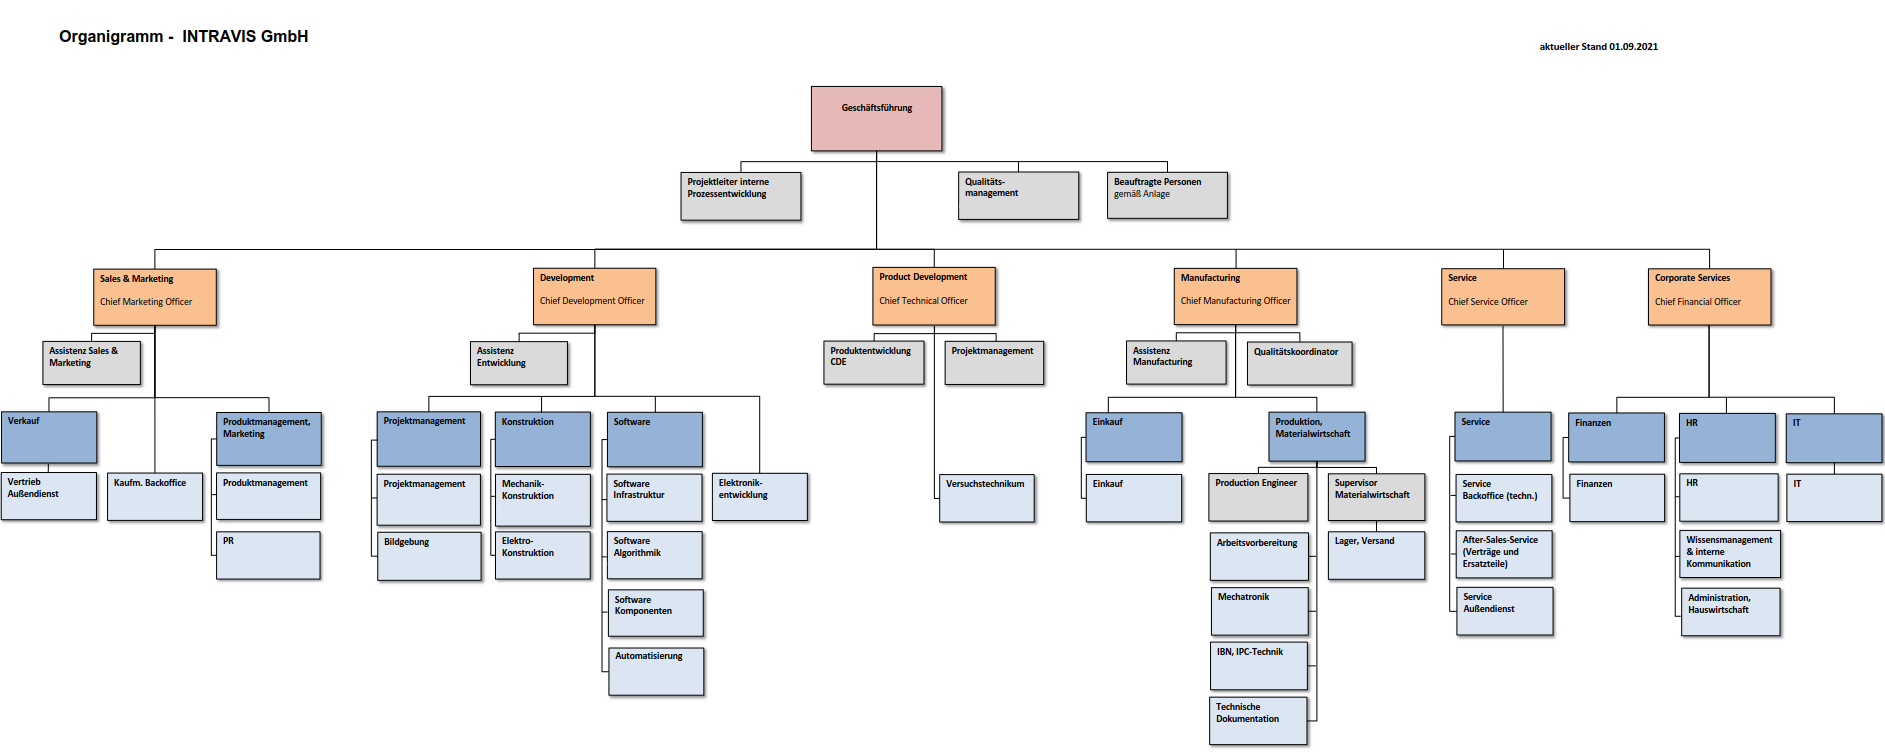 Organigramm - INTRAVIS GmbH
aktueller Stand 01.09.2021
Geschäftsführung
Projektleiter interne
Prozessentwicklung
Qualitäts-
management
Beauftragte Personen
gemäß Anlage
Sales & Marketing
Chief Marketing Officer
Development
Chief Development Officer
Product Development
Chief Technical Officer
Manufacturing
Chief Manufacturing Officer
Service
Chief Service Officer
Corporate Services
Chief Financial Officer
Assistenz Sales &
Marketing
Assistenz
Entwicklung
Produktentwicklung
CDE
Projektmanagement
Assistenz
Manufacturing
Qualitätskoordinator
Verkauf
Produktmanagement,
Marketing
Projektmanagement
Konstruktion
Software
Einkauf
Produktion,
Materialwirtschaft
Service
Finanzen
HR
IT
Vertrieb
Außendienst
Kaufm. Backoffice
Produktmanagement
Projektmanagement
Mechanik-
Konstruktion
Software
Infrastruktur
Elektronik-
entwicklung
Versuchstechnikum
Einkauf
Production Engineer
Supervisor
Materialwirtschaft
Service
Backoffice (techn.)
Finanzen
HR
IT
PR
Bildgebung
Elektro-
Konstruktion
Software
Algorithmik
Arbeitsvorbereitung
Lager, Versand
After-Sales-Service
(Verträge und
Ersatzteile)
Wissensmanagement
& interne
Kommunikation
Software
Komponenten
Mechatronik
Service
Außendienst
Administration,
Hauswirtschaft
Automatisierung
IBN, IPC-Technik
Technische
Dokumentation